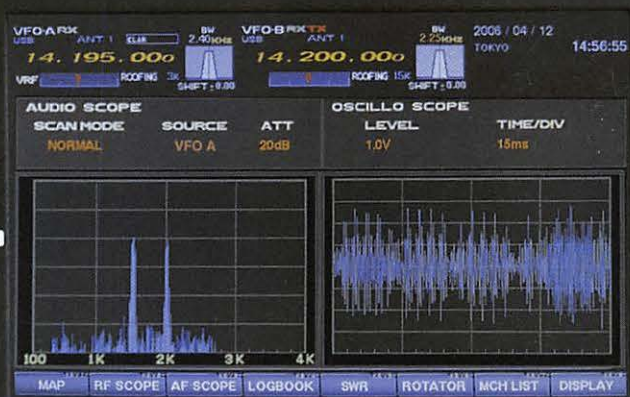 VFO-A RX BW VFO-B RX TX BW 2006 / 04 / 12
USB ANT 1 CLAR 2.40KHz USB ANT 1 2.25KHz TOKYO 14:56:55
14. 195. 00o 14. 200. 00o
VRF ROOFING 3K SHIFT: 0.00 ROOFING 15K SHIFT: 0.00
AUDIO SCOPE OSCILLO SCOPE
SCAN MODE SOURCE ATT LEVEL TIME/DIV
NORMAL VFO A 20dB 1.0V 15ms
100 1K 2K 3K 4K
MAP RF SCOPE AF SCOPE LOGBOOK SWR ROTATOR MCH LIST DISPLAY